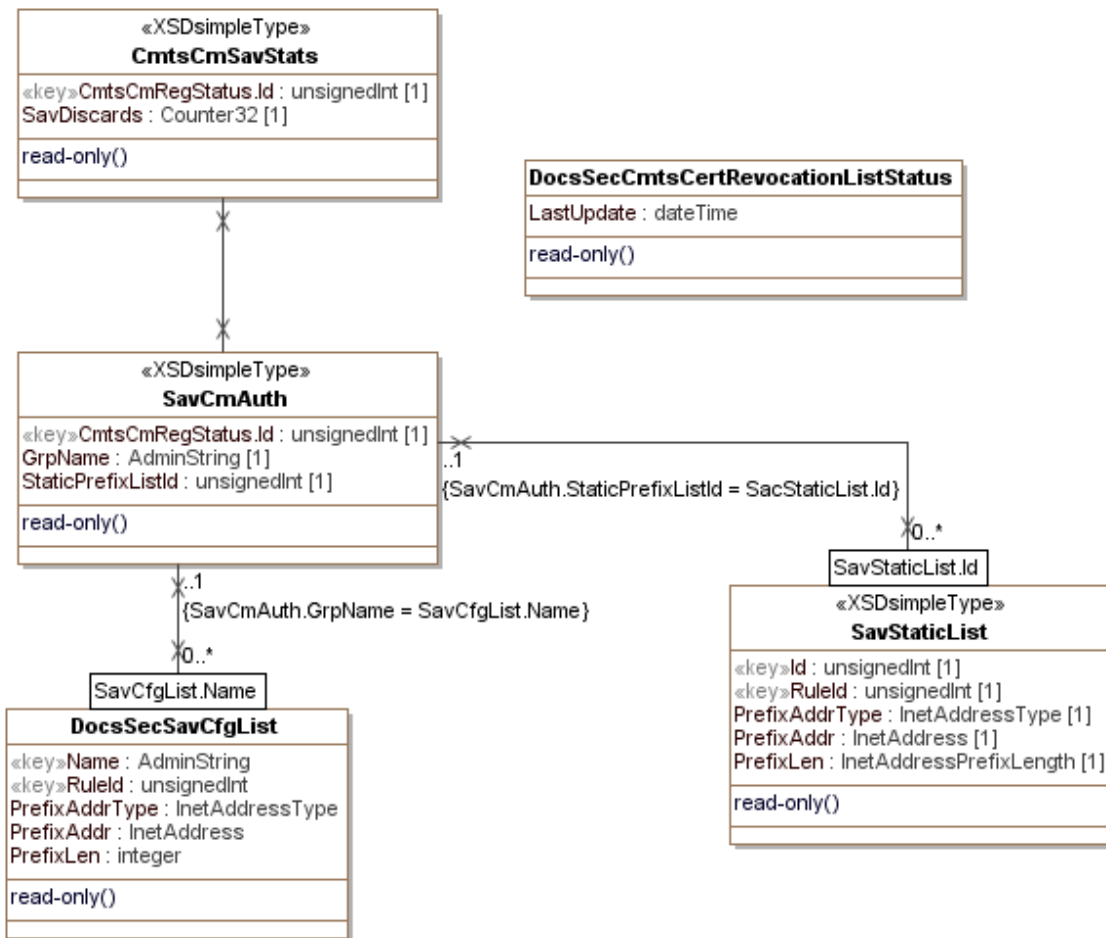 «XSDsimpleType»
CmtsCmSavStats
«key»CmtsCmRegStatus.Id : unsignedInt [1]
SavDiscards : Counter32 [1]
read-only()
DocsSecCmtsCertRevocationListStatus
LastUpdate : dateTime
read-only()
«XSDsimpleType»
SavCmAuth
«key»CmtsCmRegStatus.Id : unsignedInt [1]
GrpName : AdminString [1]
StaticPrefixListId : unsignedInt [1]
read-only()
..1
{SavCmAuth.StaticPrefixListId = SacStaticList.Id}
0..*
SavStaticList.Id
«XSDsimpleType»
SavStaticList
«key»Id : unsignedInt [1]
«key»RuleId : unsignedInt [1]
PrefixAddrType : InetAddressType [1]
PrefixAddr : InetAddress [1]
PrefixLen : InetAddressPrefixLength [1]
read-only()
..1
{SavCmAuth.GrpName = SavCfgList.Name}
0..*
SavCfgList.Name
DocsSecSavCfgList
«key»Name : AdminString
«key»RuleId : unsignedInt
PrefixAddrType : InetAddressType
PrefixAddr : InetAddress
PrefixLen : integer
read-only()